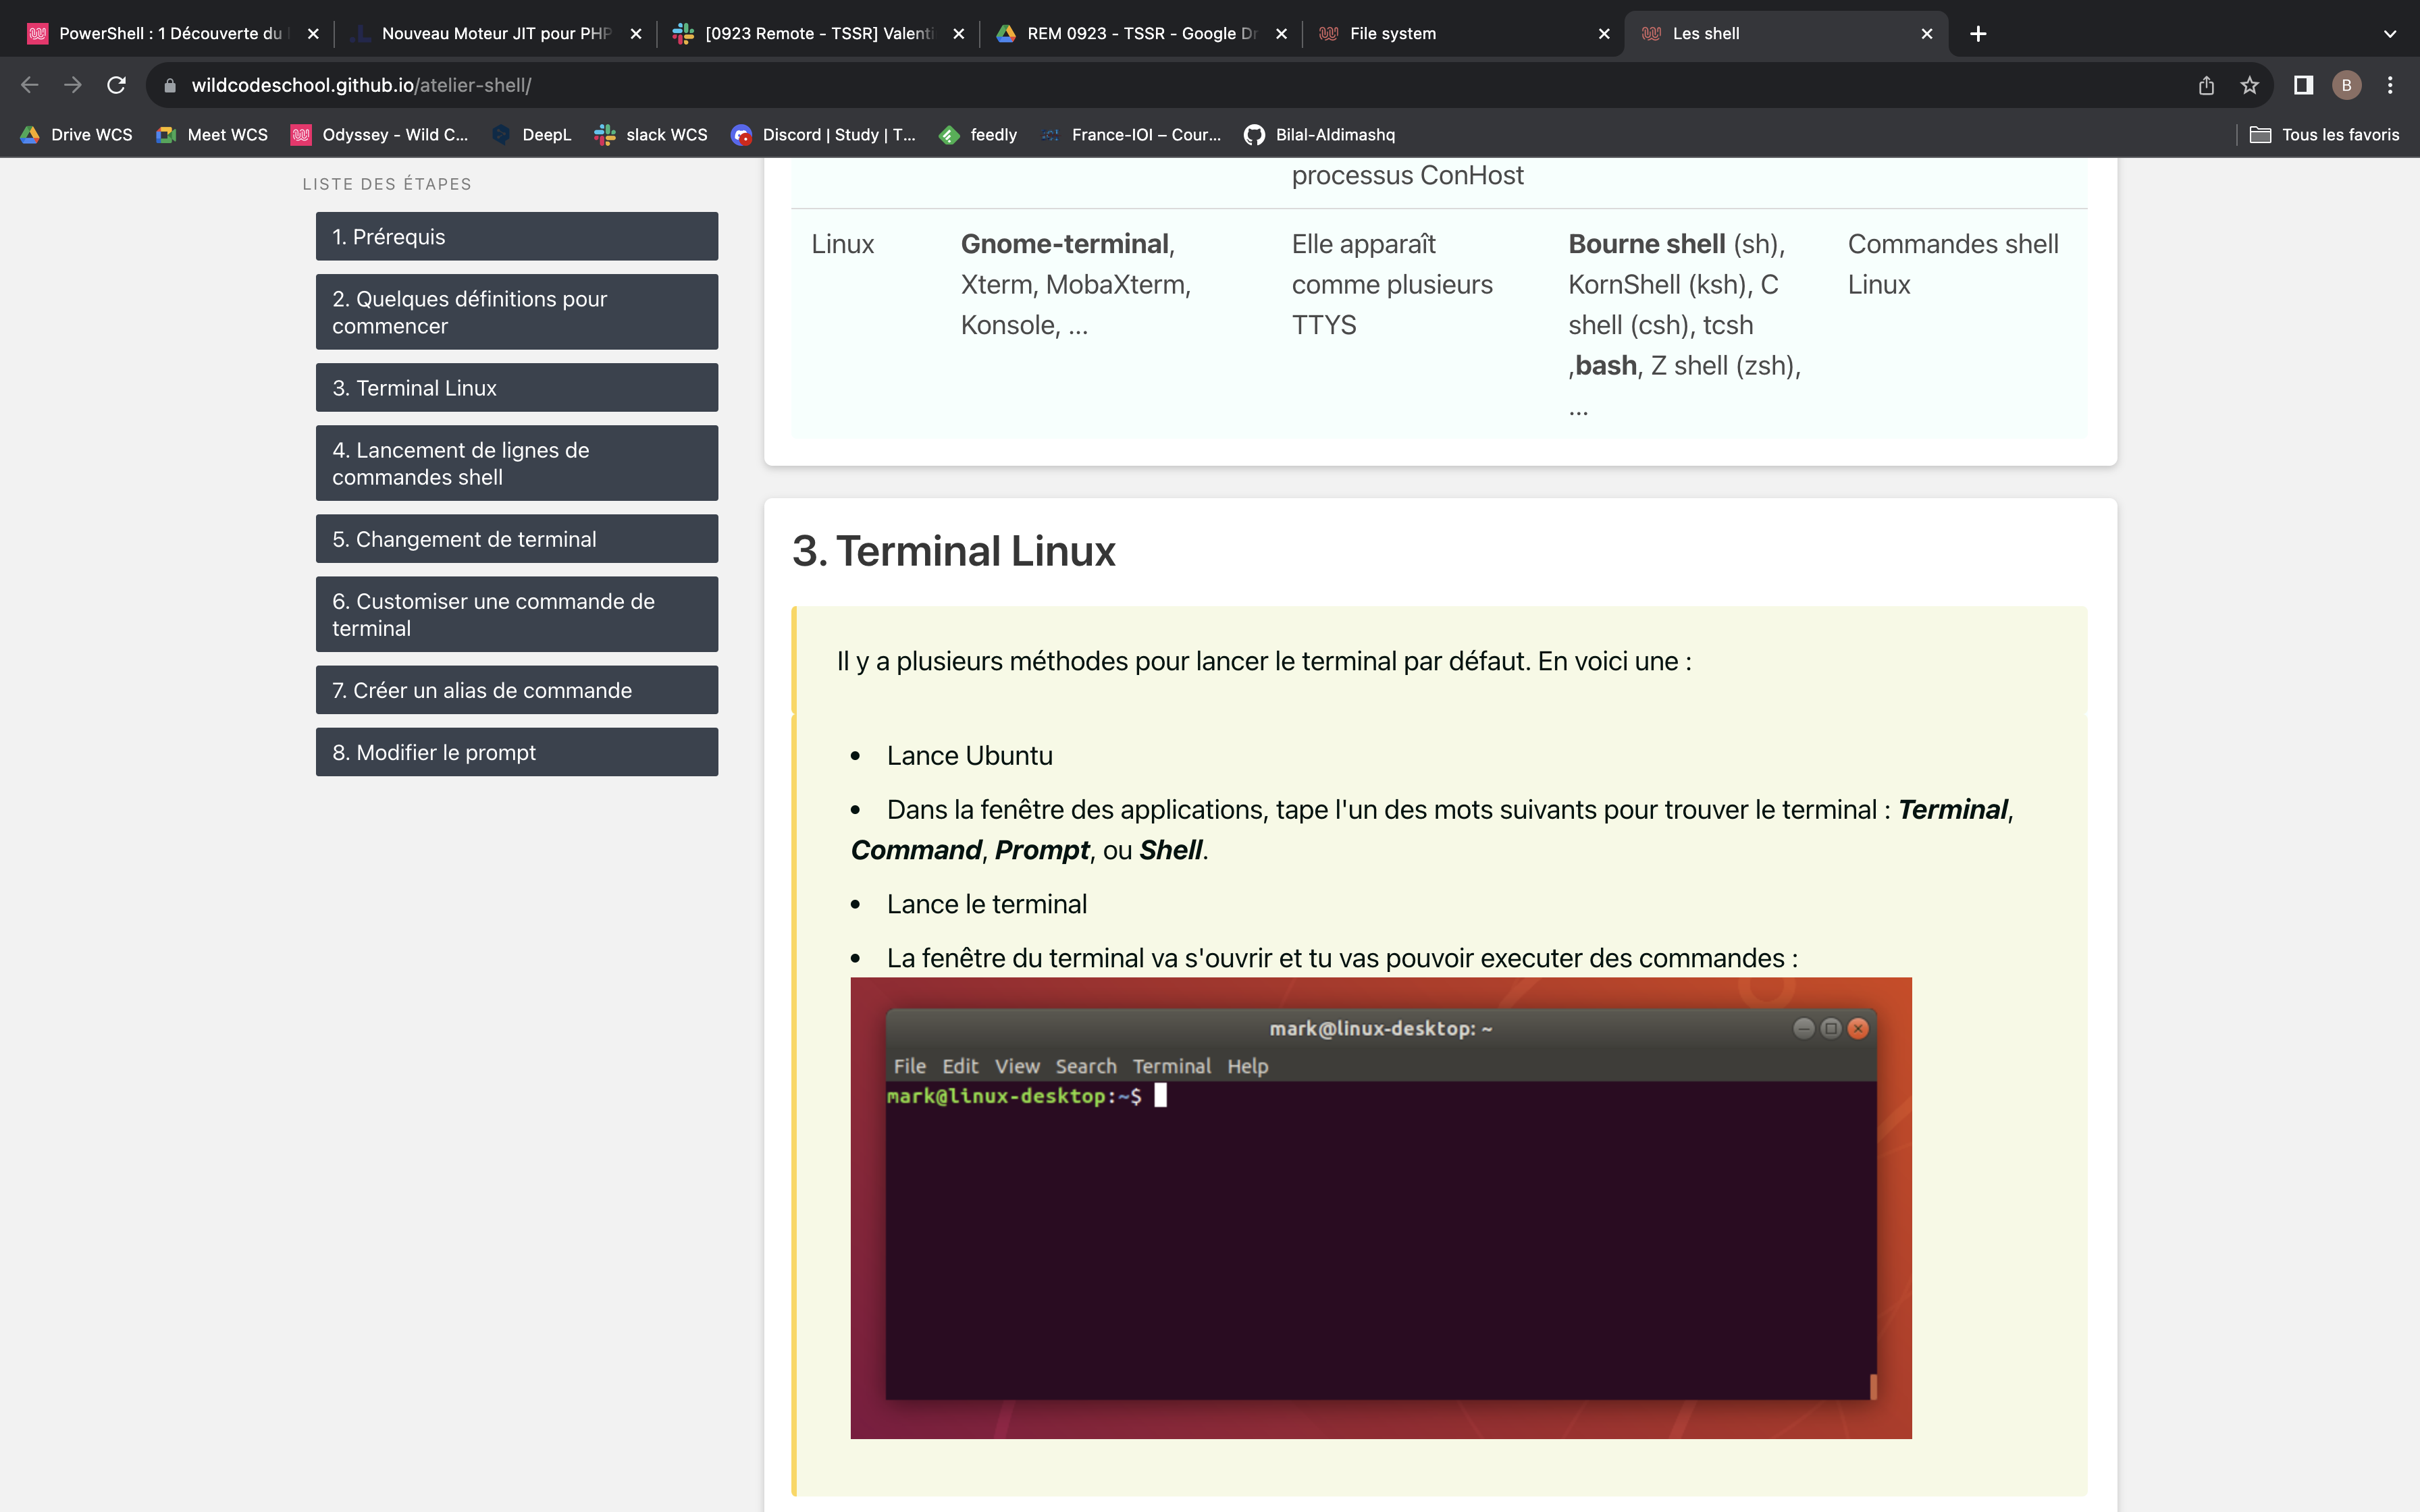 PowerShell : 1 Découverte du
Nouveau Moteur JIT pour PHP
[0923 Remote - TSSR] Valenti
REM 0923 - TSSR - Google Dr
File system
Les shell
wildcodeschool.github.io/atelier-shell/
B
Drive WCS
Meet WCS
Odyssey - Wild C...
DeepL
slack WCS
Discord | Study | T...
feedly
France-IOI – Cour...
Bilal-Aldimashq
Tous les favoris
LISTE DES ÉTAPES
1. Prérequis
2. Quelques définitions pour
commencer
3. Terminal Linux
4. Lancement de lignes de
commandes shell
5. Changement de terminal
6. Customiser une commande de
terminal
7. Créer un alias de commande
8. Modifier le prompt
processus ConHost
Linux
Gnome-terminal,
Xterm, MobaXterm,
Konsole, ...
Elle apparaît
comme plusieurs
TTYS
Bourne shell (sh),
KornShell (ksh), C
shell (csh), tcsh
,bash, Z shell (zsh),
...
Commandes shell
Linux
3. Terminal Linux
Il y a plusieurs méthodes pour lancer le terminal par défaut. En voici une :
• Lance Ubuntu
• Dans la fenêtre des applications, tape l'un des mots suivants pour trouver le terminal : Terminal,
Command, Prompt, ou Shell.
• Lance le terminal
• La fenêtre du terminal va s'ouvrir et tu vas pouvoir executer des commandes :
mark@linux-desktop: ~
File Edit View Search Terminal Help
mark@linux-desktop:~$